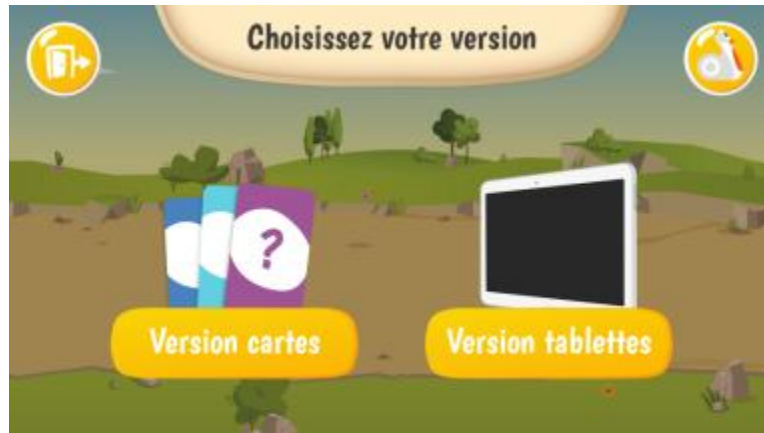 Choisissez votre version
?
Version cartes
Version tablettes